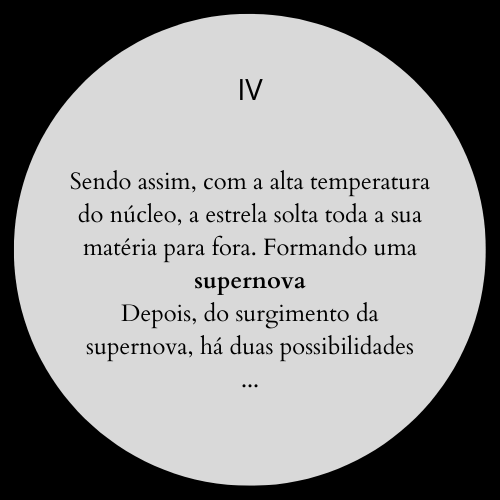 IV
Sendo assim, com a alta temperatura
do núcleo, a estrela solta toda a sua
matéria para fora. Formando uma
supernova
Depois, do surgimento da
supernova, há duas possibilidades
...